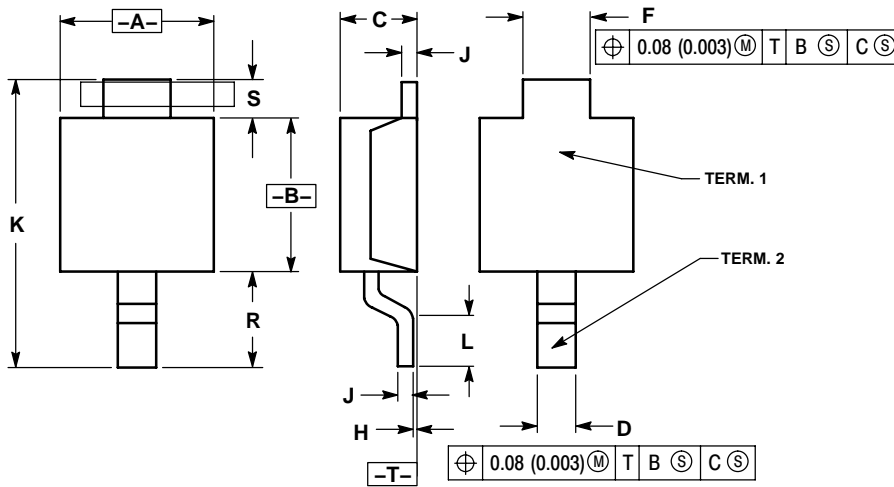 –A–
C
F
⌖ 0.08 (0.003) Ⓜ T B Ⓢ C Ⓢ
J
S
TERM. 1
–B–
K
TERM. 2
R
L
J
H
D
⌖ 0.08 (0.003) Ⓜ T B Ⓢ C Ⓢ
–T–